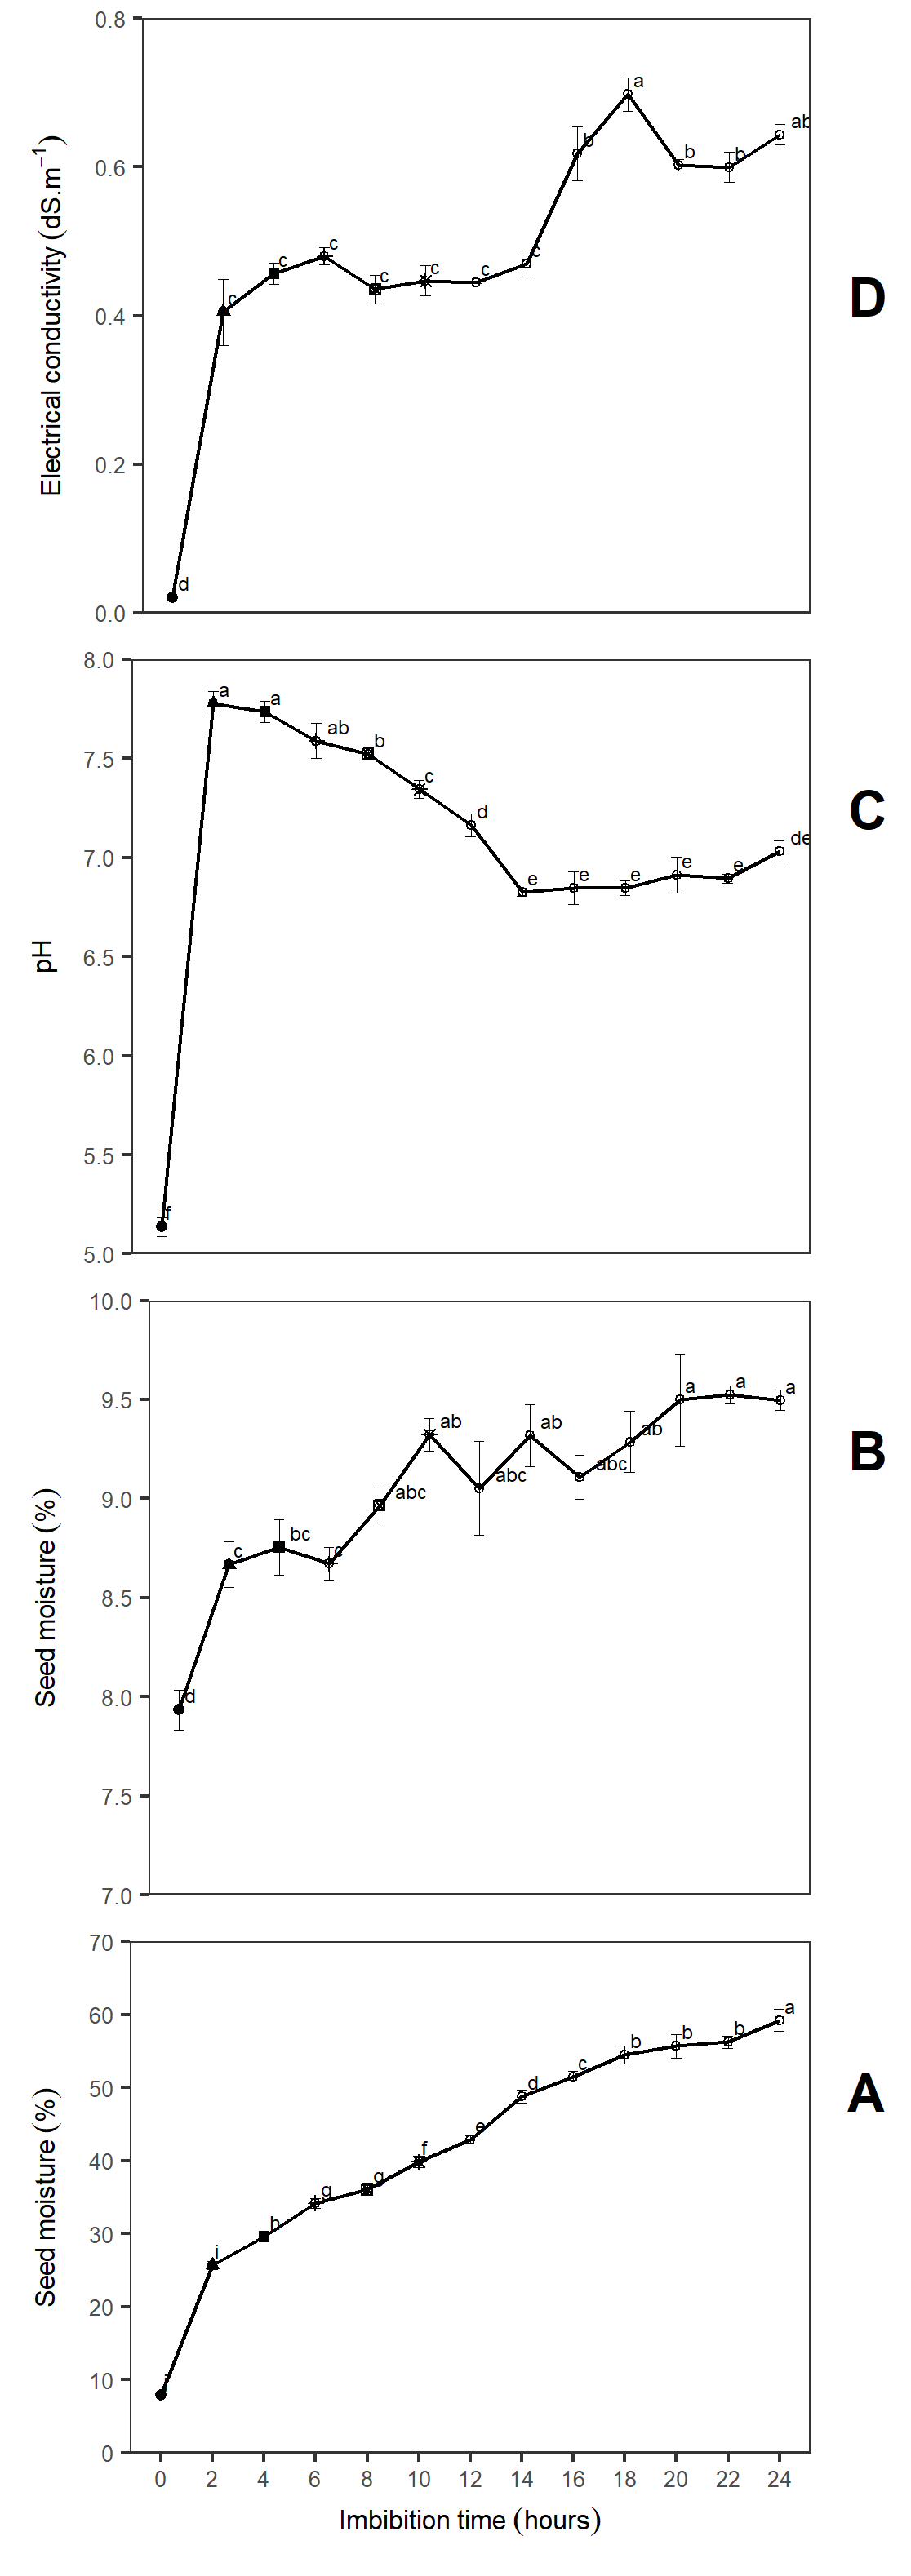 0.8
0.6
0.4
0.2
0.0
Electrical conductivity (dS.m⁻¹)
d
c
c
c
c
c
c
c
b
a
b
b
ab
D
8.0
7.5
7.0
6.5
6.0
5.5
5.0
pH
f
a
a
ab
b
c
d
e
e
e
e
e
de
C
10.0
9.5
9.0
8.5
8.0
7.5
7.0
Seed moisture (%)
d
c
bc
c
abc
ab
abc
ab
abc
ab
a
a
a
B
70
60
50
40
30
20
10
0
Seed moisture (%)
j
i
h
g
g
f
e
d
c
b
b
b
a
A
0 2 4 6 8 10 12 14 16 18 20 22 24
Imbibition time (hours)